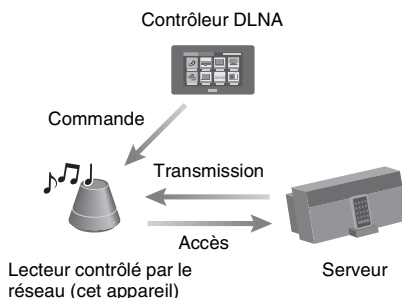 Contrôleur DLNA
Commande
Transmission
Accès
Lecteur contrôlé par le
réseau (cet appareil)
Serveur